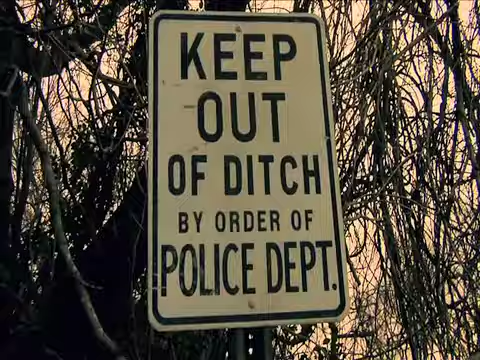 KEEP
OUT
OF DITCH
BY ORDER OF
POLICE DEPT.